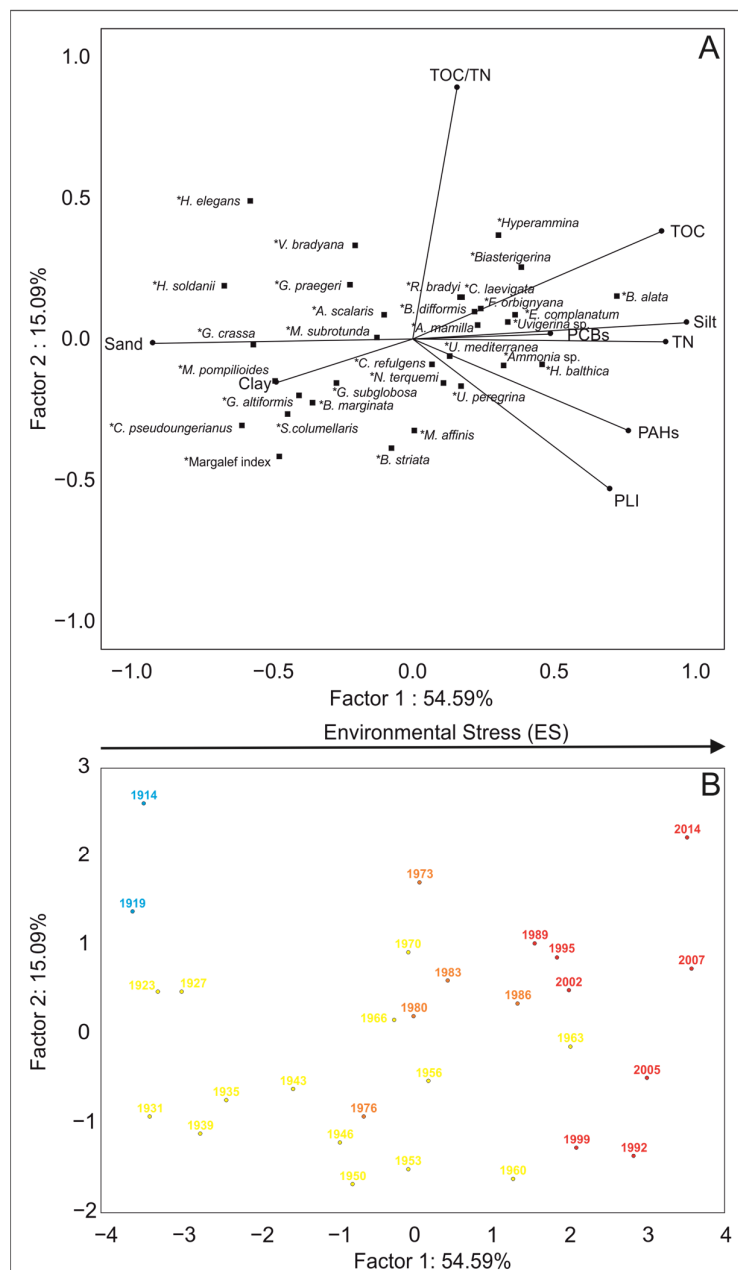 A
1.0
0.5
0.0
−0.5
−1.0
Factor 2 : 15.09%
TOC/TN
*H. elegans
*Hyperammina
TOC
*V. bradyana
*Biasterigerina
*H. soldanii
*G. praegeri
*R. bradyi
*C. laevigata
*B. alata
*A. scalaris
*B. difformis
*F. orbignyana
*E. complanatum
*G. crassa
*M. subrotunda
*A. mamilla
*Uvigerina sp.
Silt
Sand
PCBs
TN
*U. mediterranea
*M. pompilioides
*C. refulgens
*Ammonia sp.
Clay
*N. terquemi
*H. balthica
*G. altiformis
*G. subglobosa
*U. peregrina
*B. marginata
*C. pseudoungerianus
*S.columellaris
*M. affinis
PAHs
*Margalef index
*B. striata
PLI
−1.0
−0.5
0.0
0.5
1.0
Factor 1 : 54.59%
Environmental Stress (ES)
B
3
2
1
0
−1
−2
Factor 2: 15.09%
1914
2014
1973
1919
1989
1979
1995
2007
1923
1927
1983
2002
1986
1966
1980
1963
1956
2005
1943
1935
1931
1976
1939
1946
1999
1992
1953
1950
1960
−4
−3
−2
−1
0
1
2
3
4
Factor 1: 54.59%